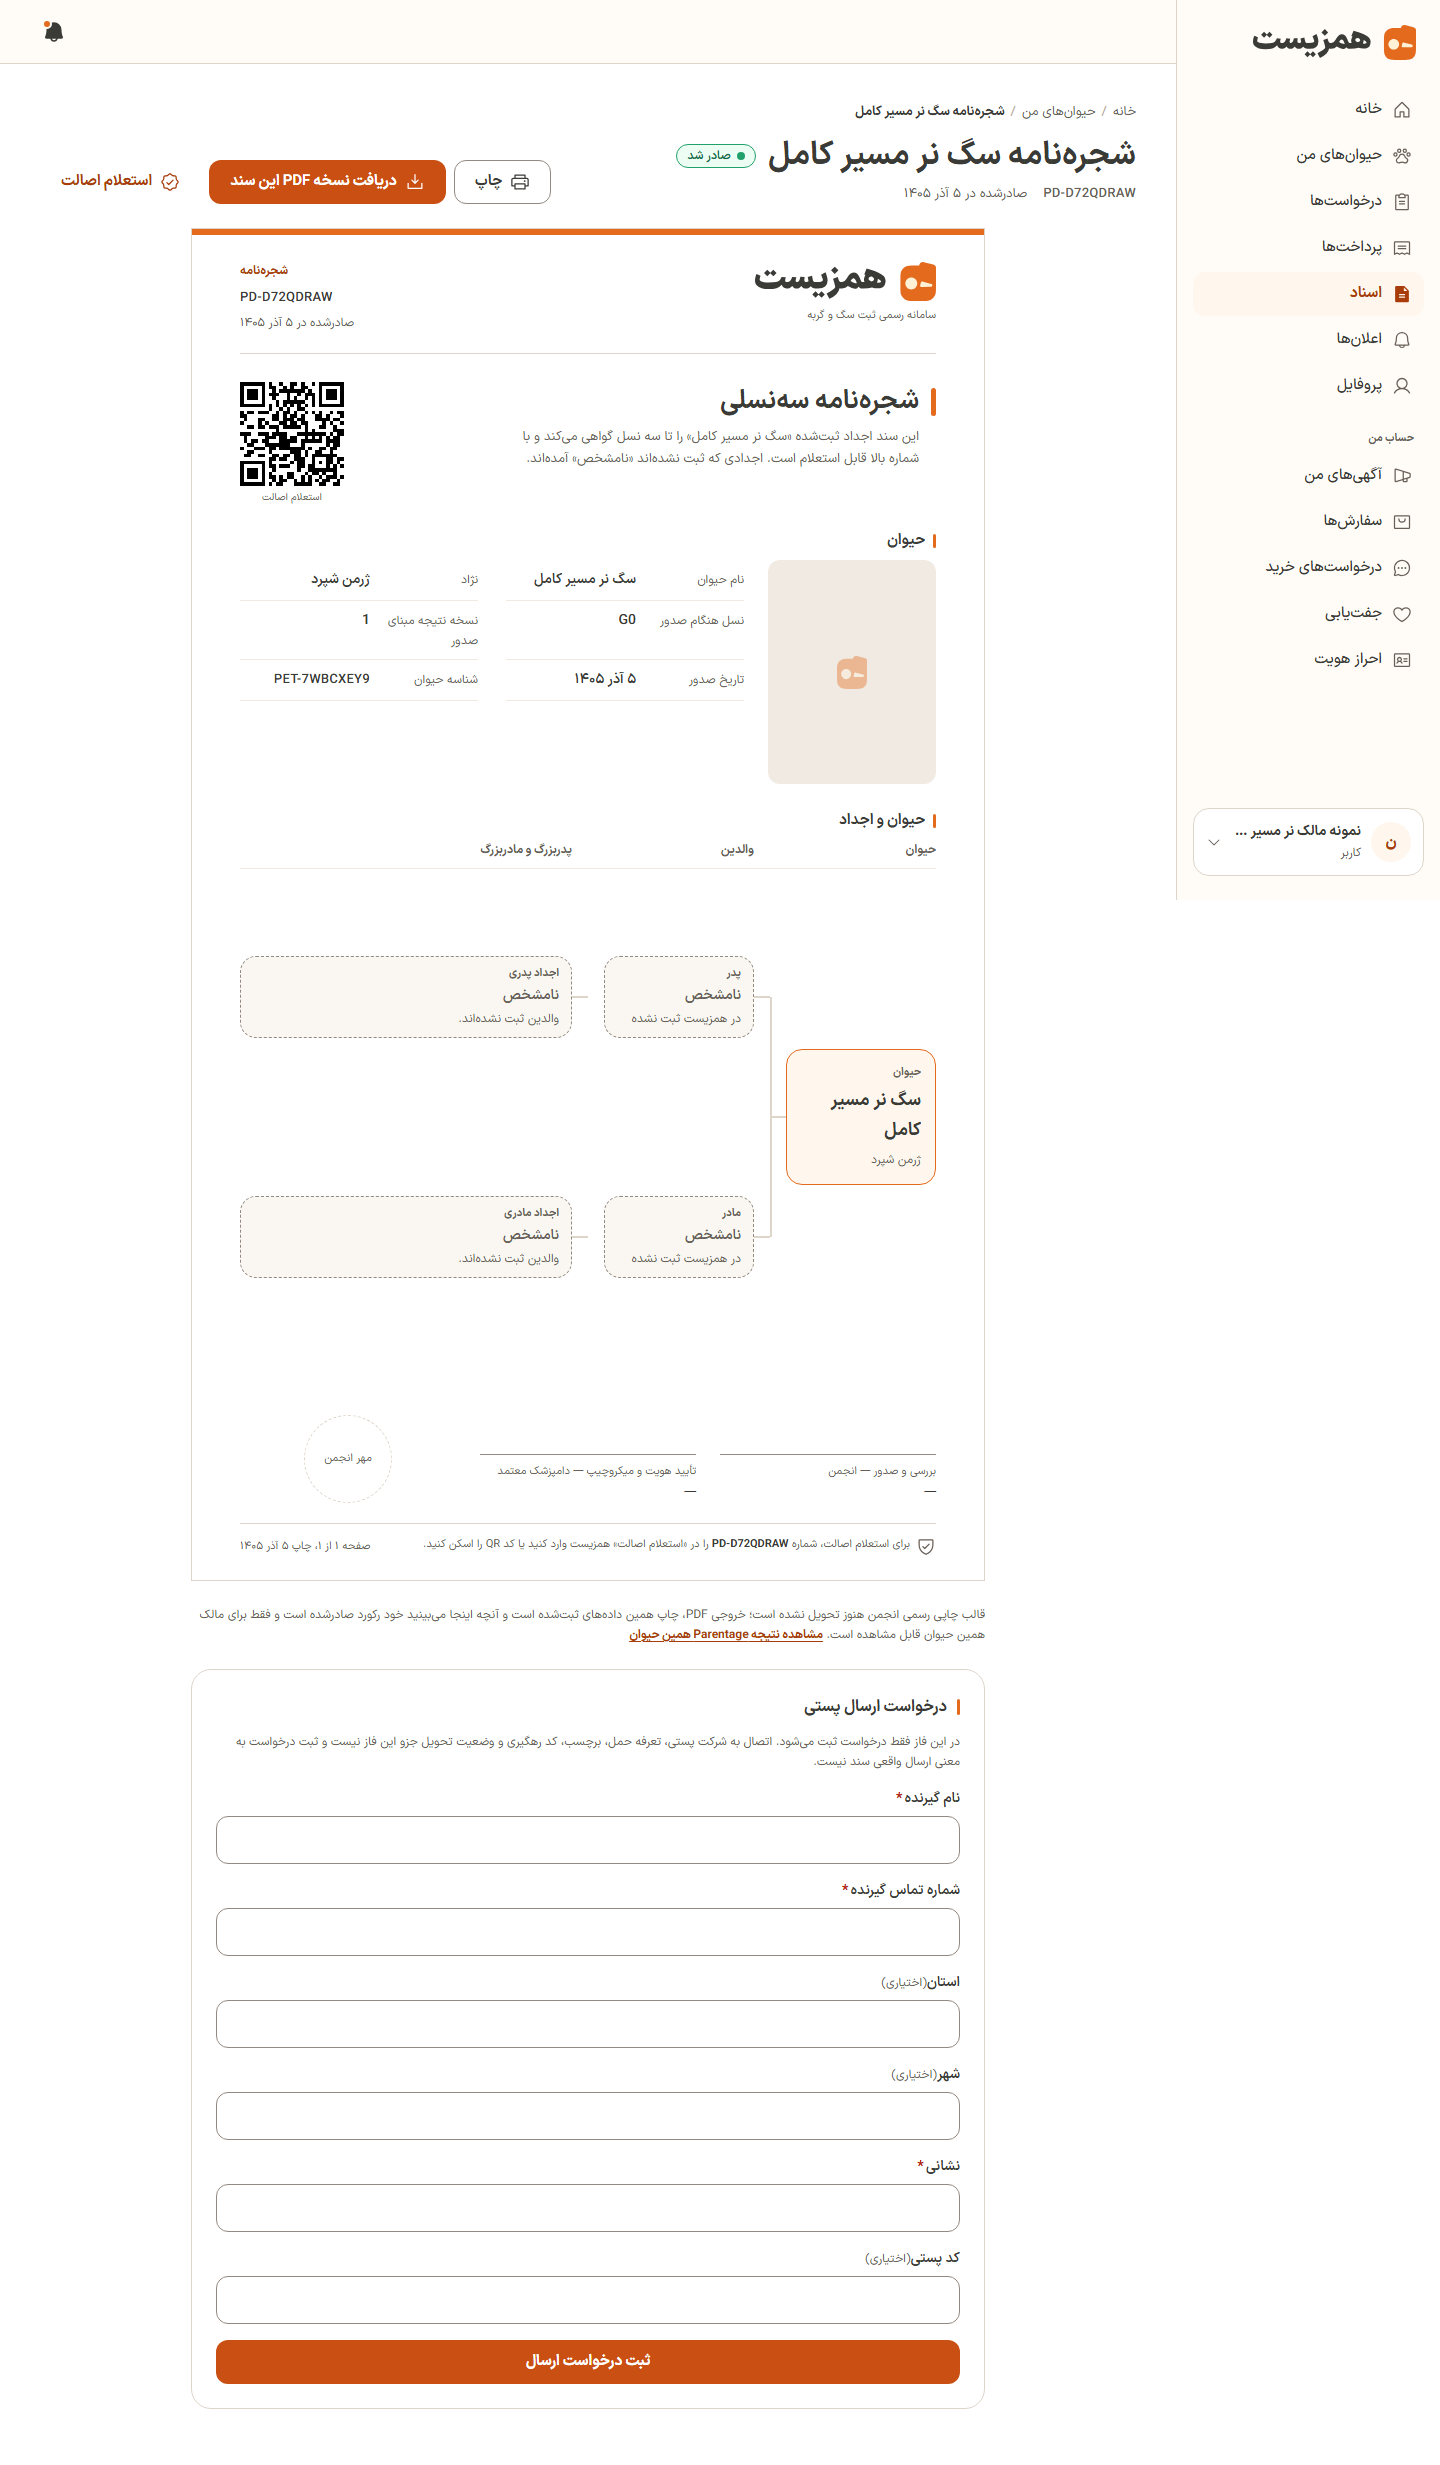 همزیست
خانه
حیوان‌های من
درخواست‌ها
پرداخت‌ها
اسناد
اعلان‌ها
پروفایل
حساب من
آگهی‌های من
سفارش‌ها
درخواست‌های خرید
جفت‌یابی
احراز هویت
ن
نمونه مالک نر مسیر ...
کاربر
خانه / حیوان‌های من / شجره‌نامه سگ نر مسیر کامل
شجره‌نامه سگ نر مسیر کامل
صادر شد
PD-D72QDRAW صادرشده در ۵ آذر ۱۴۰۵
چاپ
دریافت نسخه PDF این سند
استعلام اصالت
همزیست
سامانه رسمی ثبت سگ و گربه
شجره‌نامه
PD-D72QDRAW
صادرشده در ۵ آذر ۱۴۰۵
شجره‌نامه سه‌نسلی
این سند اجداد ثبت‌شده «سگ نر مسیر کامل» را تا سه نسل گواهی می‌کند و با
شماره بالا قابل استعلام است. اجدادی که ثبت نشده‌اند «نامشخص» آمده‌اند.
استعلام اصالت
حیوان
نام حیوان سگ نر مسیر کامل
نژاد ژرمن شپرد
نسل هنگام صدور G0
نسخه نتیجه مبنای صدور 1
تاریخ صدور ۵ آذر ۱۴۰۵
شناسه حیوان PET-7WBCXEY9
حیوان و اجداد
حیوان والدین پدربزرگ و مادربزرگ
پدر
نامشخص
در همزیست ثبت نشده
اجداد پدری
نامشخص
والدین ثبت نشده‌اند.
حیوان
سگ نر مسیر
کامل
ژرمن شپرد
مادر
نامشخص
در همزیست ثبت نشده
اجداد مادری
نامشخص
والدین ثبت نشده‌اند.
بررسی و صدور — انجمن
—
تأیید هویت و میکروچیپ — دامپزشک معتمد
—
مهر انجمن
برای استعلام اصالت، شماره PD-D72QDRAW را در «استعلام اصالت» همزیست وارد کنید یا کد QR را اسکن کنید.
صفحه ۱ از ۱، چاپ ۵ آذر ۱۴۰۵
قالب چاپی رسمی انجمن هنوز تحویل نشده است؛ خروجی PDF، چاپ همین داده‌های ثبت‌شده است و آنچه اینجا می‌بینید خود رکورد صادرشده است و فقط برای مالک
همین حیوان قابل مشاهده است. مشاهده نتیجه Parentage همین حیوان
درخواست ارسال پستی
در این فاز فقط درخواست ثبت می‌شود. اتصال به شرکت پستی، تعرفه حمل، برچسب، کد رهگیری و وضعیت تحویل جزو این فاز نیست و ثبت درخواست به
معنی ارسال واقعی سند نیست.
نام گیرنده *
شماره تماس گیرنده *
استان(اختیاری)
شهر(اختیاری)
نشانی *
کد پستی(اختیاری)
ثبت درخواست ارسال